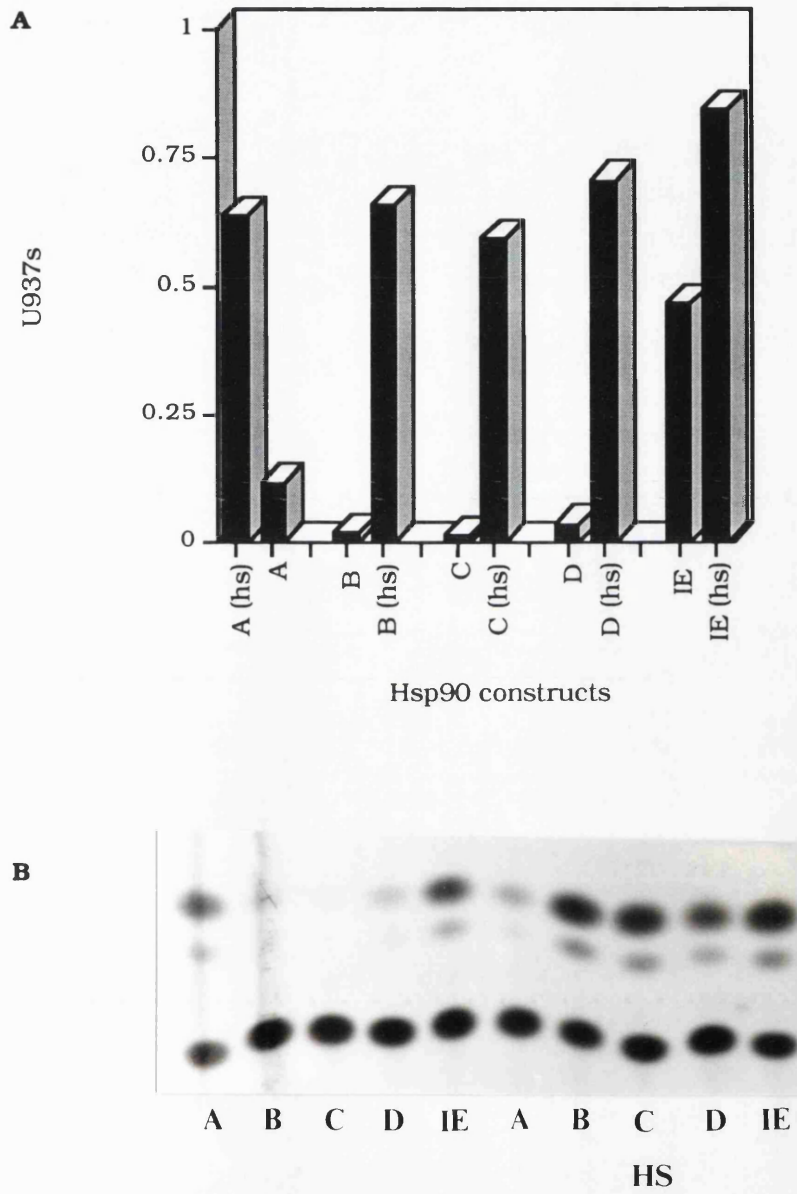 A
1
0.75
0.5
0.25
0
U937s
A (hs)
A
B
B (hs)
C
C (hs)
D
D (hs)
IE
IE (hs)
Hsp90 constructs
B
A B C D IE A B C D IE
HS